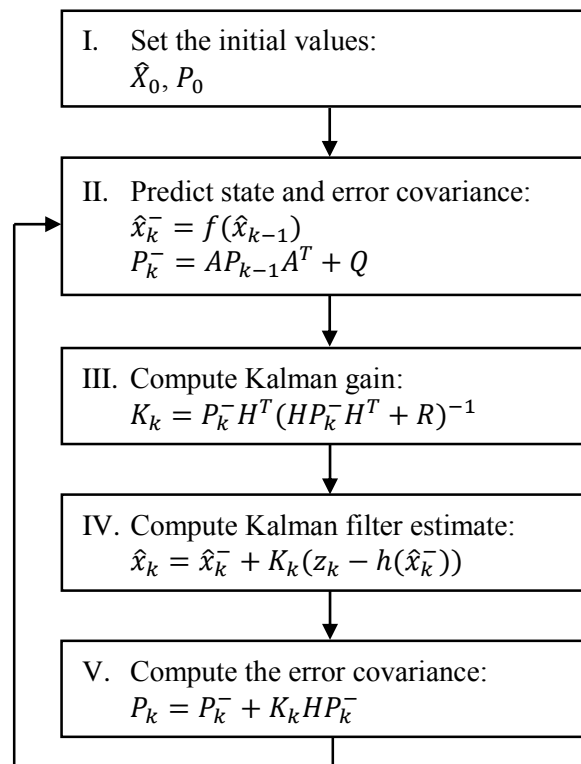 I. Set the initial values:
X̂₀, P₀
II. Predict state and error covariance:
x̂ₖ⁻ = f(x̂ₖ₋₁)
Pₖ⁻ = APₖ₋₁Aᵀ + Q
III. Compute Kalman gain:
Kₖ = Pₖ⁻Hᵀ(HPₖ⁻Hᵀ + R)⁻¹
IV. Compute Kalman filter estimate:
x̂ₖ = x̂ₖ⁻ + Kₖ(zₖ − h(x̂ₖ⁻))
V. Compute the error covariance:
Pₖ = Pₖ⁻ + KₖHPₖ⁻